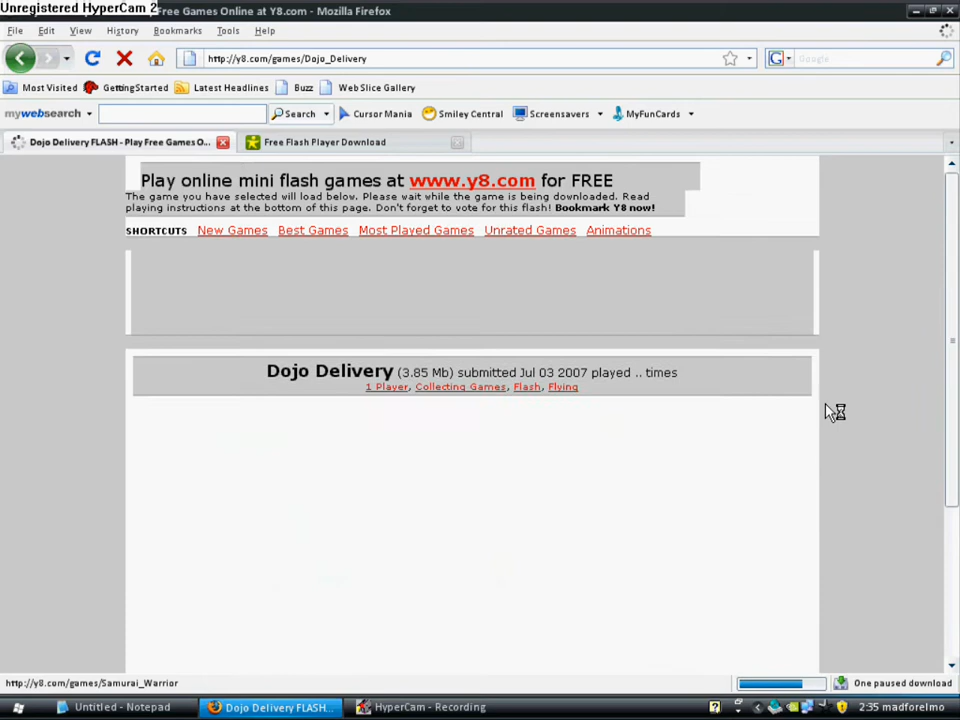 Unregistered HyperCam 2
Free Games Online at Y8.com - Mozilla Firefox
File Edit View History Bookmarks Tools Help
http://y8.com/games/Dojo_Delivery
Google
Most Visited GettingStarted Latest Headlines Buzz Web Slice Gallery
mywebsearch Search Cursor Mania Smiley Central Screensavers MyFunCards
Dojo Delivery FLASH - Play Free Games O... Free Flash Player Download
Play online mini flash games at www.y8.com for FREE
The game you have selected will load below. Please wait while the game is being downloaded. Read
playing instructions at the bottom of this page. Don't forget to vote for this flash! Bookmark Y8 now!
SHORTCUTS New Games Best Games Most Played Games Unrated Games Animations
Dojo Delivery (3.85 Mb) submitted Jul 03 2007 played .. times
1 Player, Collecting Games, Flash, Flying
http://y8.com/games/Samurai_Warrior
One paused download
Untitled - Notepad Dojo Delivery FLASH... HyperCam - Recording 2:35 madforelmo